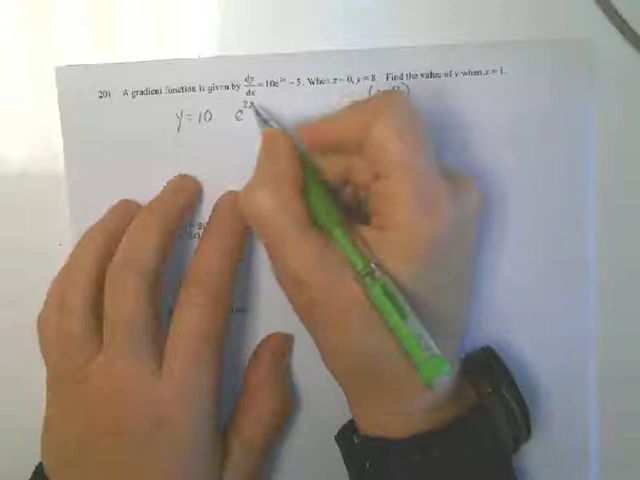 201 A gradient function is given by dy/dx = 10e^2x − 5. When x = 0, y = 8. Find the value of y when x = 1.
y = 10 e^2x